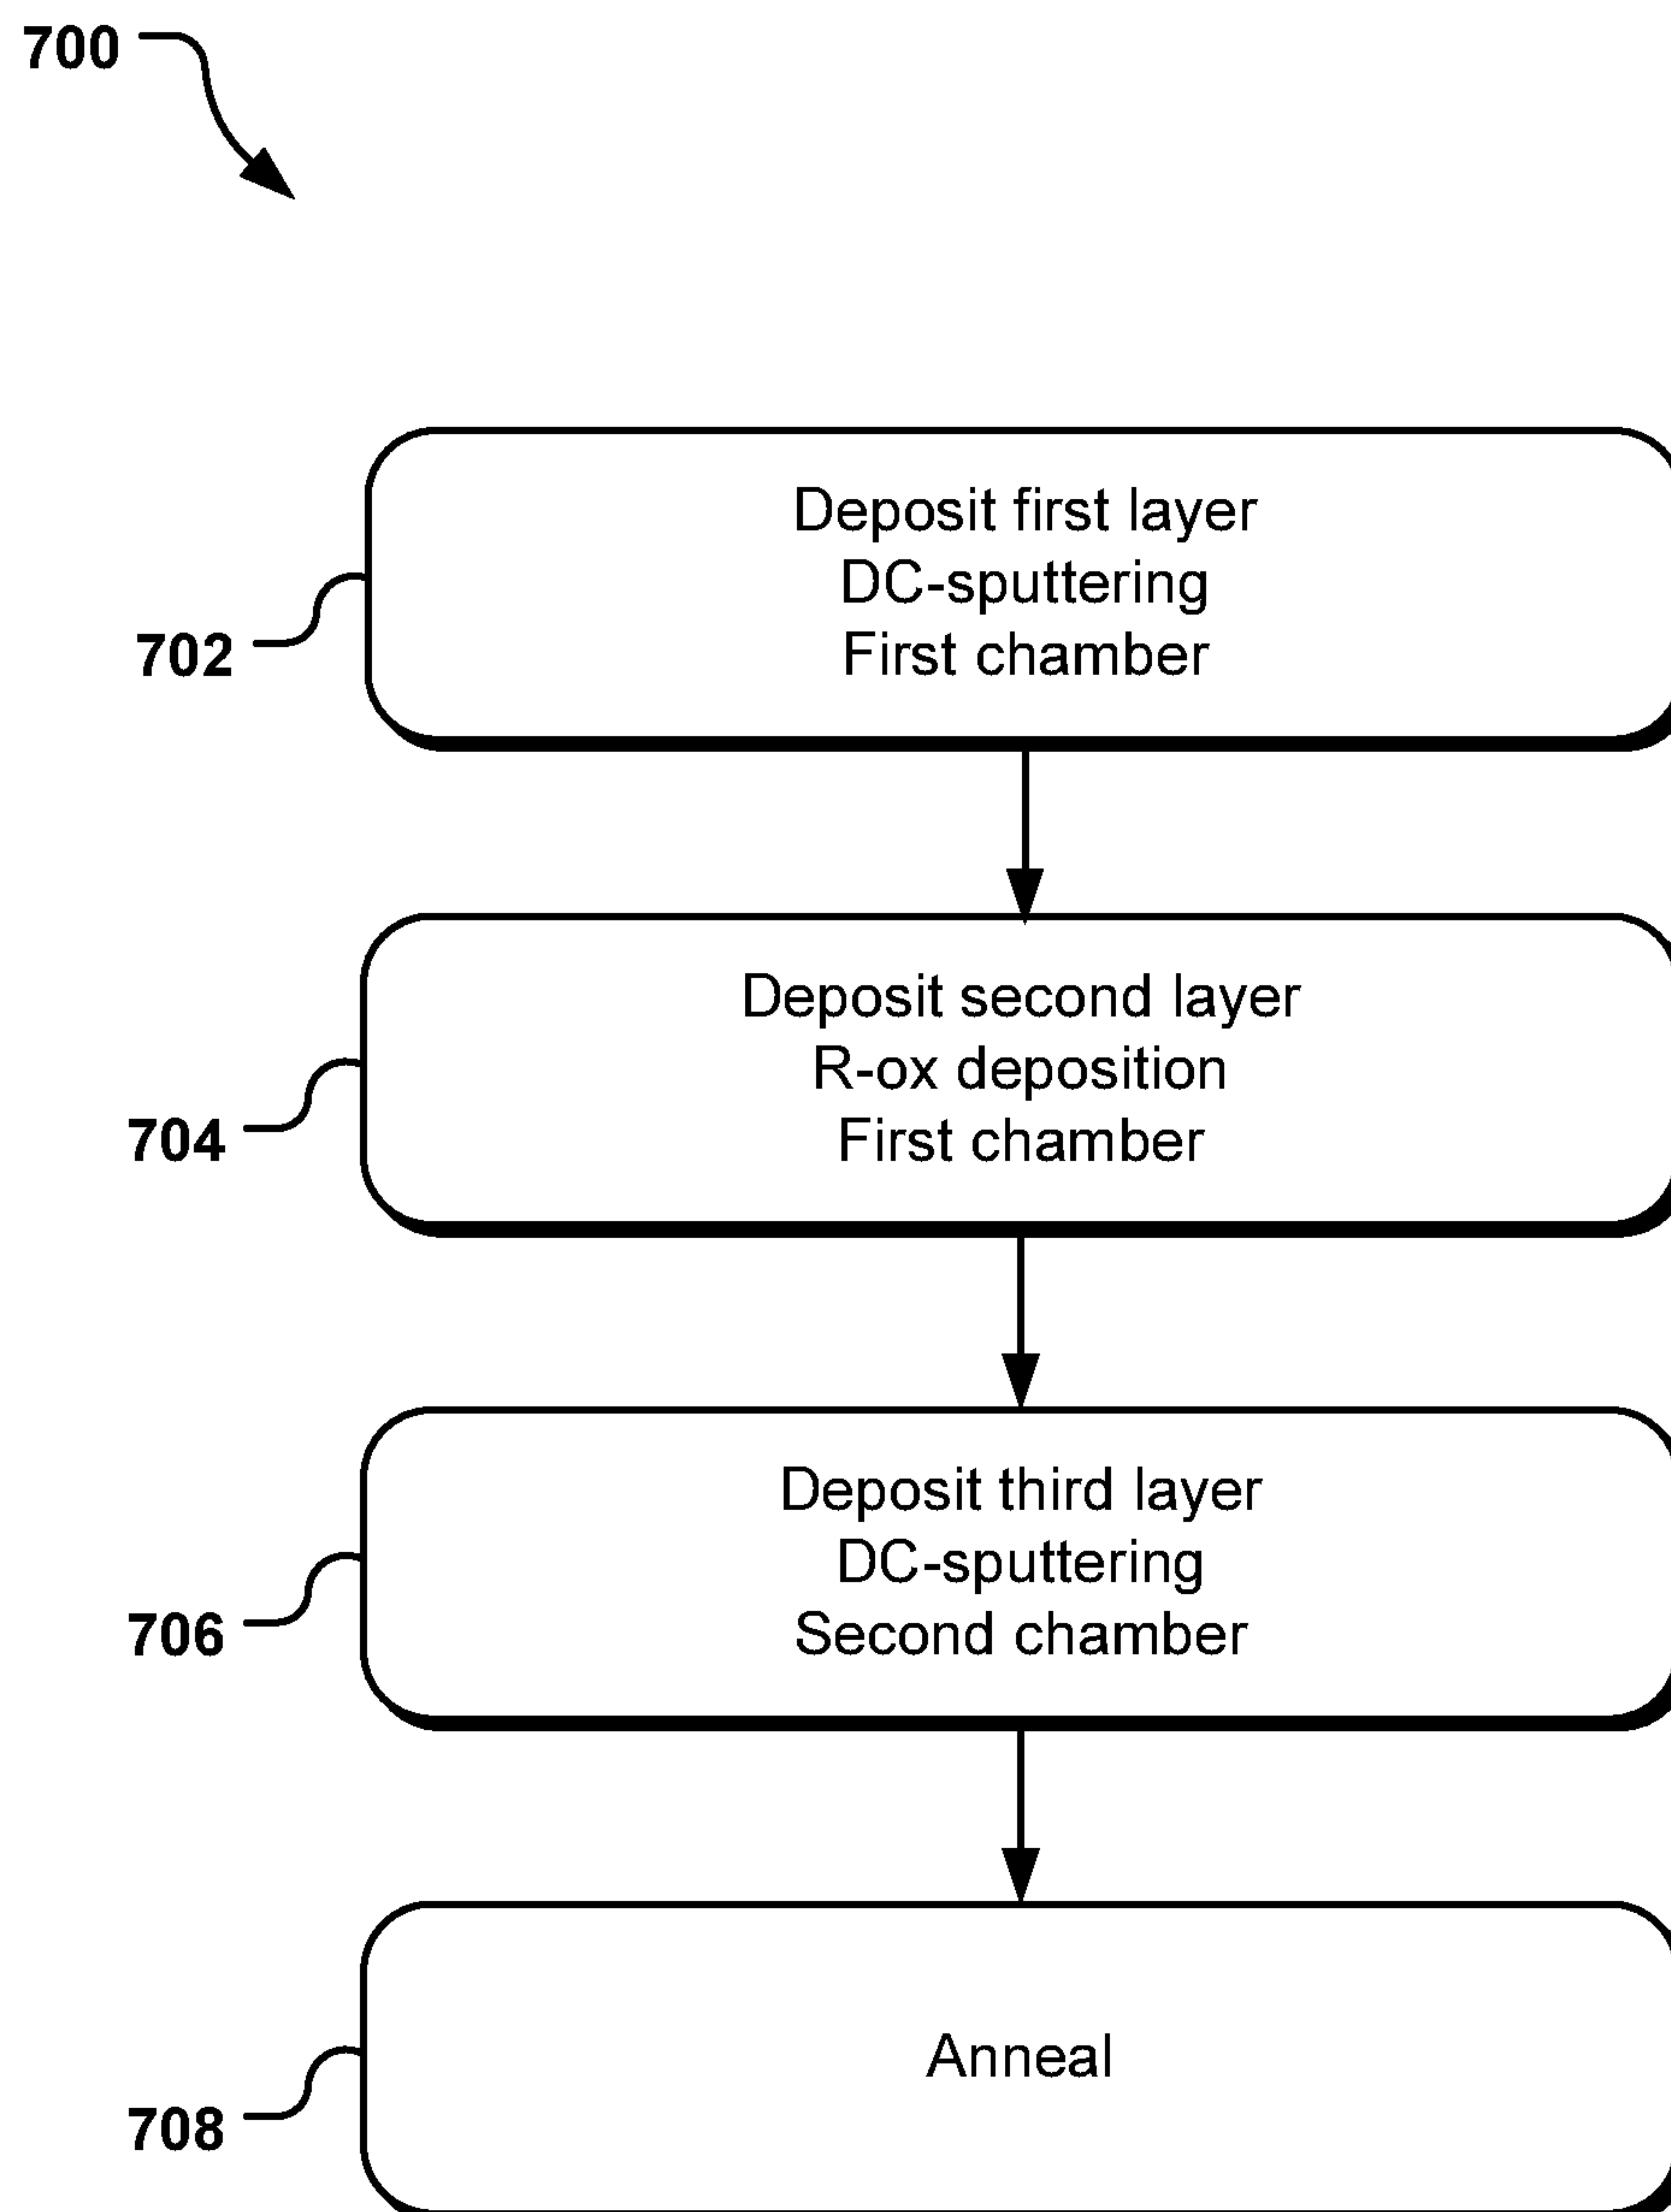 700
Deposit first layer
DC-sputtering
First chamber
702
Deposit second layer
R-ox deposition
First chamber
704
Deposit third layer
DC-sputtering
Second chamber
706
Anneal
708